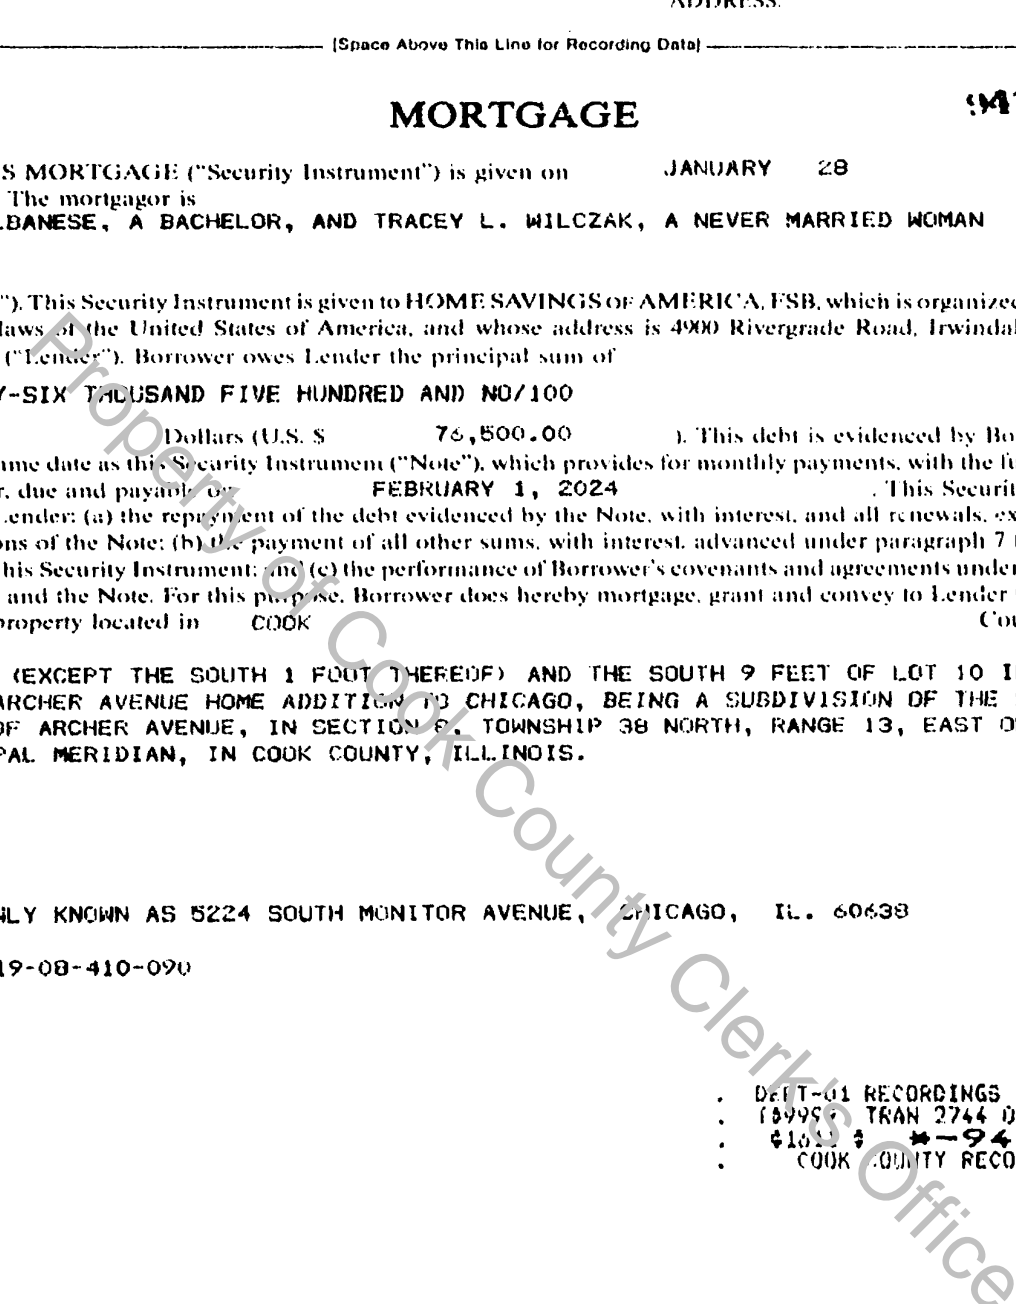 ADDRESS:
[Space Above This Line for Recording Data]
MORTGAGE
S MORTGAGE ("Security Instrument") is given on JANUARY 28
The mortgagor is
LBANESE, A BACHELOR, AND TRACEY L. WILCZAK, A NEVER MARRIED WOMAN
"). This Security Instrument is given to HOME SAVINGS OF AMERICA, FSB, which is organized
laws of the United States of America, and whose address is 4900 Rivergrade Road, Irwindal
("Lender"). Borrower owes Lender the principal sum of
Y-SIX THOUSAND FIVE HUNDRED AND NO/100
Dollars (U.S. $ 76,500.00 ). This debt is evidenced by Bo
ame date as this Security Instrument ("Note"), which provides for monthly payments, with the fu
r, due and payable on FEBRUARY 1, 2024 . This Securit
ender: (a) the repayment of the debt evidenced by the Note, with interest, and all renewals, ex
ons of the Note; (b) the payment of all other sums, with interest, advanced under paragraph 7 t
his Security Instrument; and (c) the performance of Borrower's covenants and agreements under
and the Note. For this purpose, Borrower does hereby mortgage, grant and convey to Lender
property located in COOK Cou
(EXCEPT THE SOUTH 1 FOOT THEREOF) AND THE SOUTH 9 FEET OF LOT 10 I
ARCHER AVENUE HOME ADDITION TO CHICAGO, BEING A SUBDIVISION OF THE
OF ARCHER AVENUE, IN SECTION 8, TOWNSHIP 38 NORTH, RANGE 13, EAST O
PAL MERIDIAN, IN COOK COUNTY, ILLINOIS.
NLY KNOWN AS 5224 SOUTH MONITOR AVENUE, CHICAGO, IL. 60638
19-08-410-090
. DEPT-01 RECORDINGS
. TRAN 2744 0
. *-94
. COOK COUNTY RECO
Property of Cook County Clerk's Office